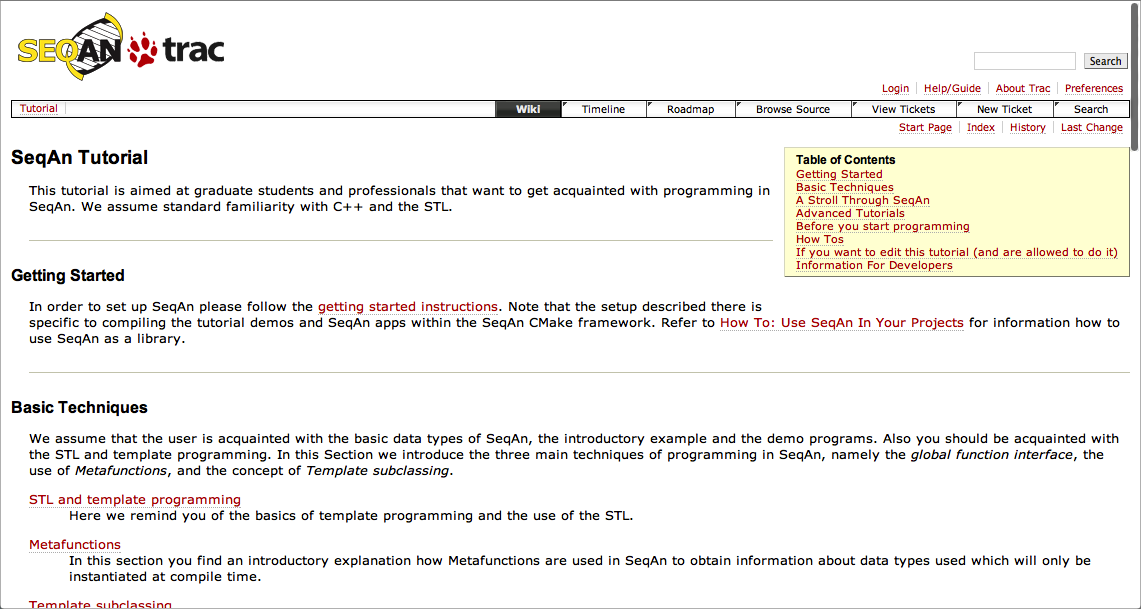 SEQAN trac
Search
Login Help/Guide About Trac Preferences
Tutorial Wiki Timeline Roadmap Browse Source View Tickets New Ticket Search
Start Page Index History Last Change
SeqAn Tutorial
This tutorial is aimed at graduate students and professionals that want to get acquainted with programming in
SeqAn. We assume standard familiarity with C++ and the STL.
Table of Contents
Getting Started
Basic Techniques
A Stroll Through SeqAn
Advanced Tutorials
Before you start programming
How Tos
If you want to edit this tutorial (and are allowed to do it)
Information For Developers
Getting Started
In order to set up SeqAn please follow the getting started instructions. Note that the setup described there is
specific to compiling the tutorial demos and SeqAn apps within the SeqAn CMake framework. Refer to How To: Use SeqAn In Your Projects for information how to
use SeqAn as a library.
Basic Techniques
We assume that the user is acquainted with the basic data types of SeqAn, the introductory example and the demo programs. Also you should be acquainted with
the STL and template programming. In this Section we introduce the three main techniques of programming in SeqAn, namely the global function interface, the
use of Metafunctions, and the concept of Template subclassing.
STL and template programming
Here we remind you of the basics of template programming and the use of the STL.
Metafunctions
In this section you find an introductory explanation how Metafunctions are used in SeqAn to obtain information about data types used which will only be
instantiated at compile time.
Template subclassing